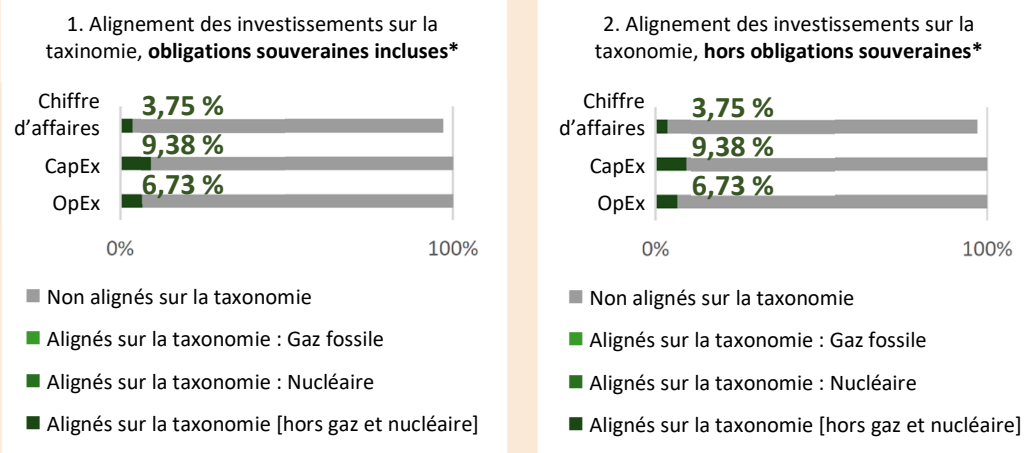 1. Alignement des investissements sur la
taxinomie, obligations souveraines incluses*
Chiffre
d'affaires
3,75 %
CapEx
9,38 %
OpEx
6,73 %
0%
100%
Non alignés sur la taxonomie
Alignés sur la taxonomie : Gaz fossile
Alignés sur la taxonomie : Nucléaire
Alignés sur la taxonomie [hors gaz et nucléaire]
2. Alignement des investissements sur la
taxonomie, hors obligations souveraines*
Chiffre
d'affaires
3,75 %
CapEx
9,38 %
OpEx
6,73 %
0%
100%
Non alignés sur la taxonomie
Alignés sur la taxonomie : Gaz fossile
Alignés sur la taxonomie : Nucléaire
Alignés sur la taxonomie [hors gaz et nucléaire]